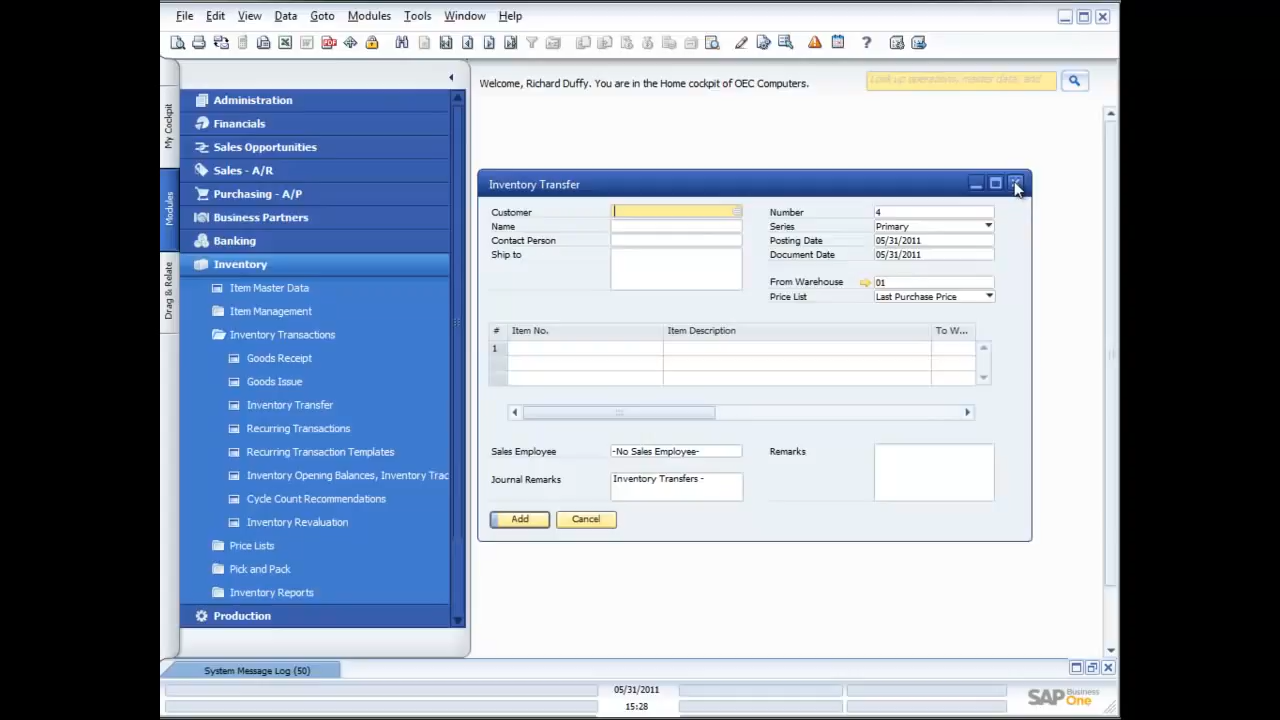 File Edit View Data Goto Modules Tools Window Help
My Cockpit
Modules
Drag & Relate
Administration
Financials
Sales Opportunities
Sales - A/R
Purchasing - A/P
Business Partners
Banking
Inventory
Item Master Data
Item Management
Inventory Transactions
Goods Receipt
Goods Issue
Inventory Transfer
Recurring Transactions
Recurring Transaction Templates
Inventory Opening Balances, Inventory Trac
Cycle Count Recommendations
Inventory Revaluation
Price Lists
Pick and Pack
Inventory Reports
Production
Welcome, Richard Duffy. You are in the Home cockpit of OEC Computers.
Look up operation, master data, and
Inventory Transfer
Customer
Name
Contact Person
Ship to
Number 4
Series Primary
Posting Date 05/31/2011
Document Date 05/31/2011
From Warehouse 01
Price List Last Purchase Price
# Item No. Item Description To W...
1
Sales Employee -No Sales Employee-
Remarks
Journal Remarks Inventory Transfers -
Add Cancel
System Message Log (50)
05/31/2011
15:28
SAP Business One